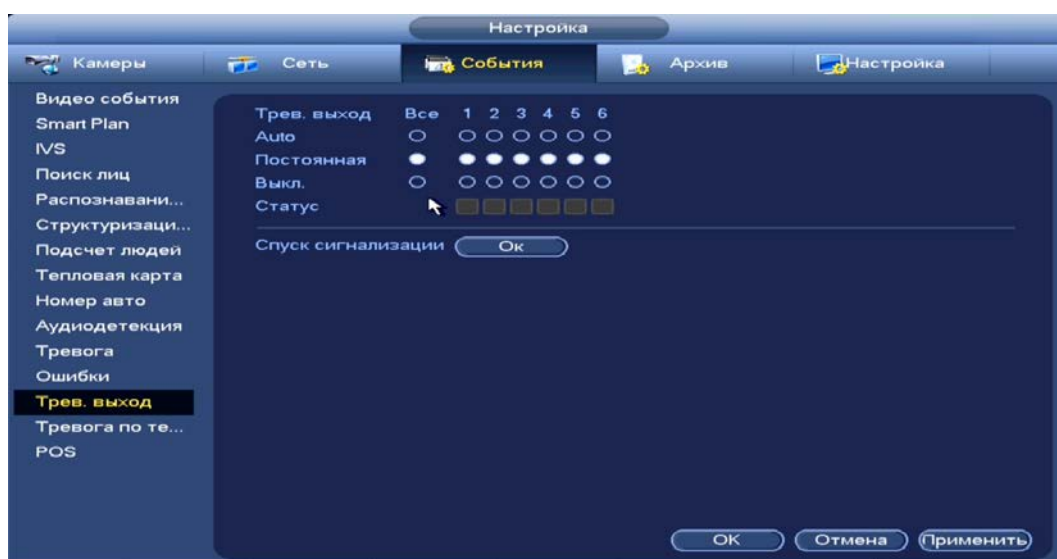 Настройка
Камеры Сеть События Архив Настройка
Видео события
Smart Plan
IVS
Поиск лиц
Распознавани...
Структуризаци...
Подсчет людей
Тепловая карта
Номер авто
Аудиодетекция
Тревога
Ошибки
Трев. выход
Тревога по те...
POS
Трев. выход Все 1 2 3 4 5 6
Auto
Постоянная
Выкл.
Статус
Спуск сигнализации Ок
OK Отмена Применить